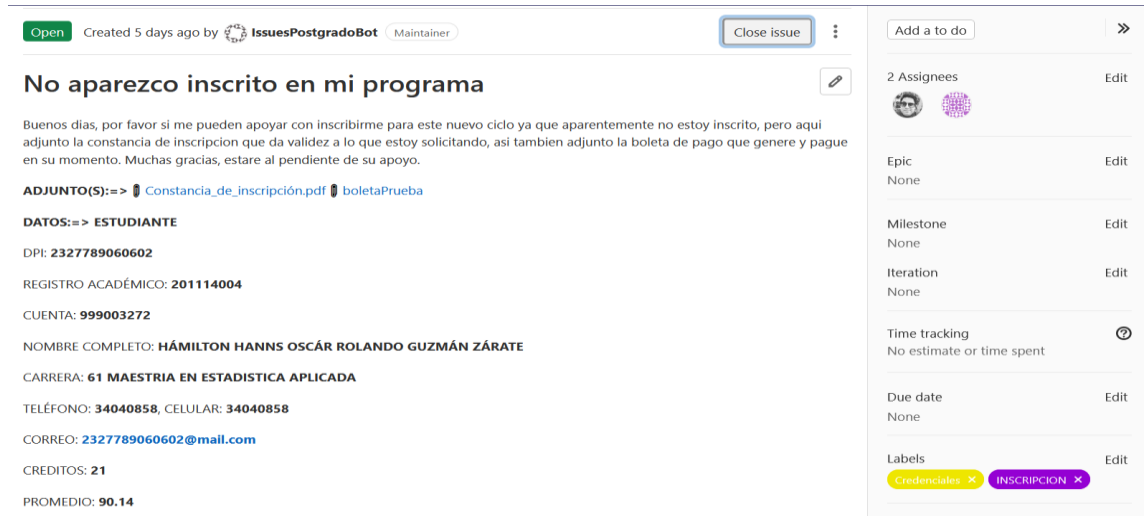 Open Created 5 days ago by IssuesPostgradoBot Maintainer Close issue
Add a to do
No aparezco inscrito en mi programa
Buenos dias, por favor si me pueden apoyar con inscribirme para este nuevo ciclo ya que aparentemente no estoy inscrito, pero aqui
adjunto la constancia de inscripcion que da validez a lo que estoy solicitando, asi tambien adjunto la boleta de pago que genere y pague
en su momento. Muchas gracias, estare al pendiente de su apoyo.
ADJUNTO(S):=> Constancia_de_inscripción.pdf boletaPrueba
DATOS:=> ESTUDIANTE
DPI: 2327789060602
REGISTRO ACADÉMICO: 201114004
CUENTA: 999003272
NOMBRE COMPLETO: HÁMILTON HANNS OSCÁR ROLANDO GUZMÁN ZÁRATE
CARRERA: 61 MAESTRIA EN ESTADISTICA APLICADA
TELÉFONO: 34040858, CELULAR: 34040858
CORREO: 2327789060602@mail.com
CREDITOS: 21
PROMEDIO: 90.14
2 Assignees Edit
Epic Edit
None
Milestone Edit
None
Iteration Edit
None
Time tracking
No estimate or time spent
Due date Edit
None
Labels Edit
Credenciales × INSCRIPCION ×